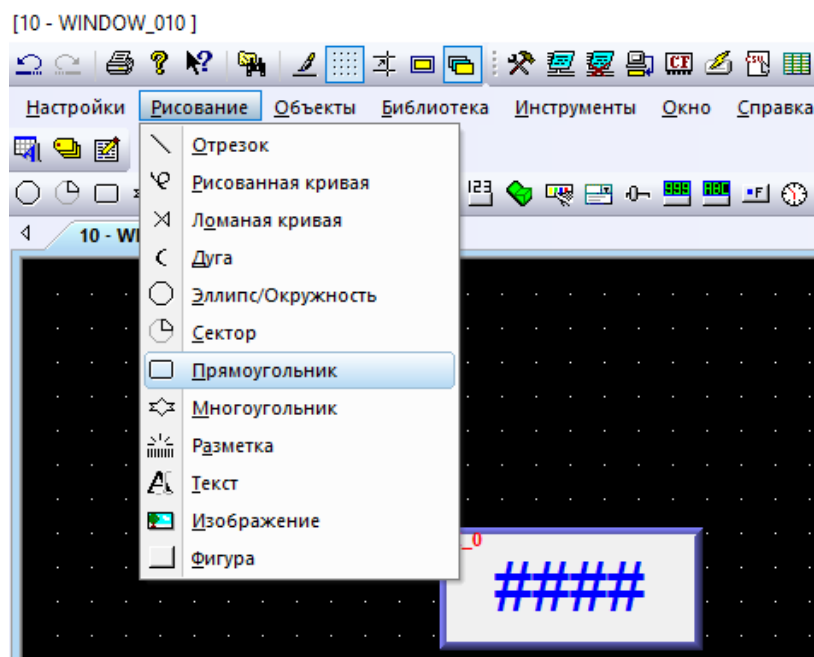 [10 - WINDOW_010 ]
Настройки Рисование Объекты Библиотека Инструменты Окно Справка
10 - WI
Отрезок
Рисованная кривая
Ломаная кривая
Дуга
Эллипс/Окружность
Сектор
Прямоугольник
Многоугольник
Разметка
Текст
Изображение
Фигура
_0
####